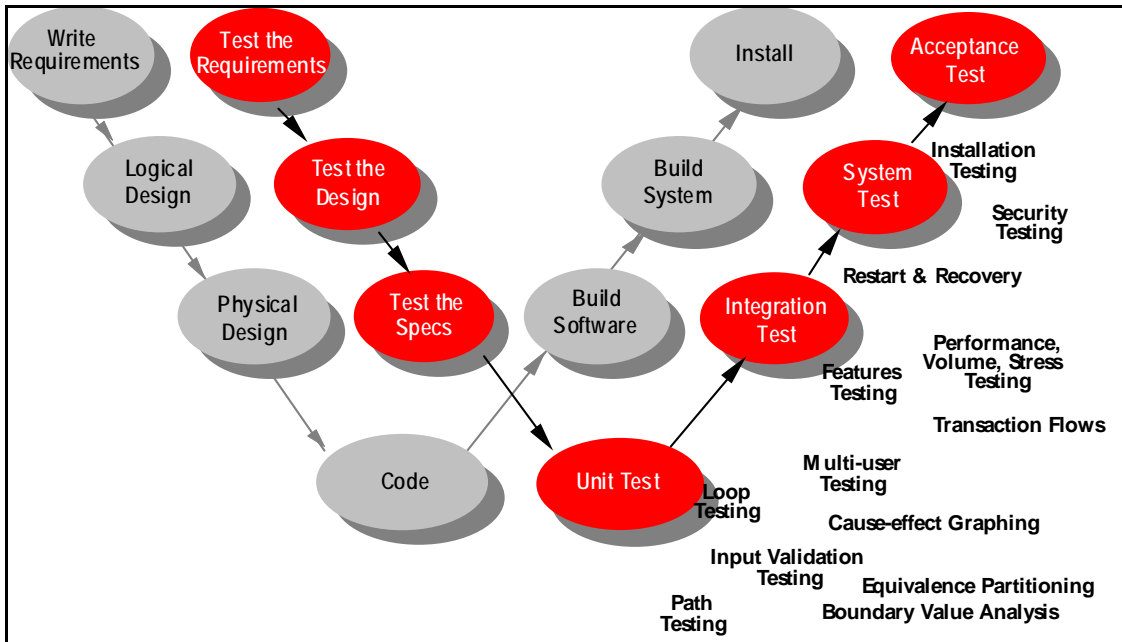 Write
Requirements
Test the
Requirements
Install
Acceptance
Test
Logical
Design
Test the
Design
Build
System
System
Test
Installation
Testing
Security
Testing
Restart & Recovery
Physical
Design
Test the
Specs
Build
Software
Integration
Test
Performance,
Volume, Stress
Testing
Features
Testing
Transaction Flows
Code
Unit Test
Multi-user
Testing
Loop
Testing
Cause-effect Graphing
Input Validation
Testing
Equivalence Partitioning
Boundary Value Analysis
Path
Testing